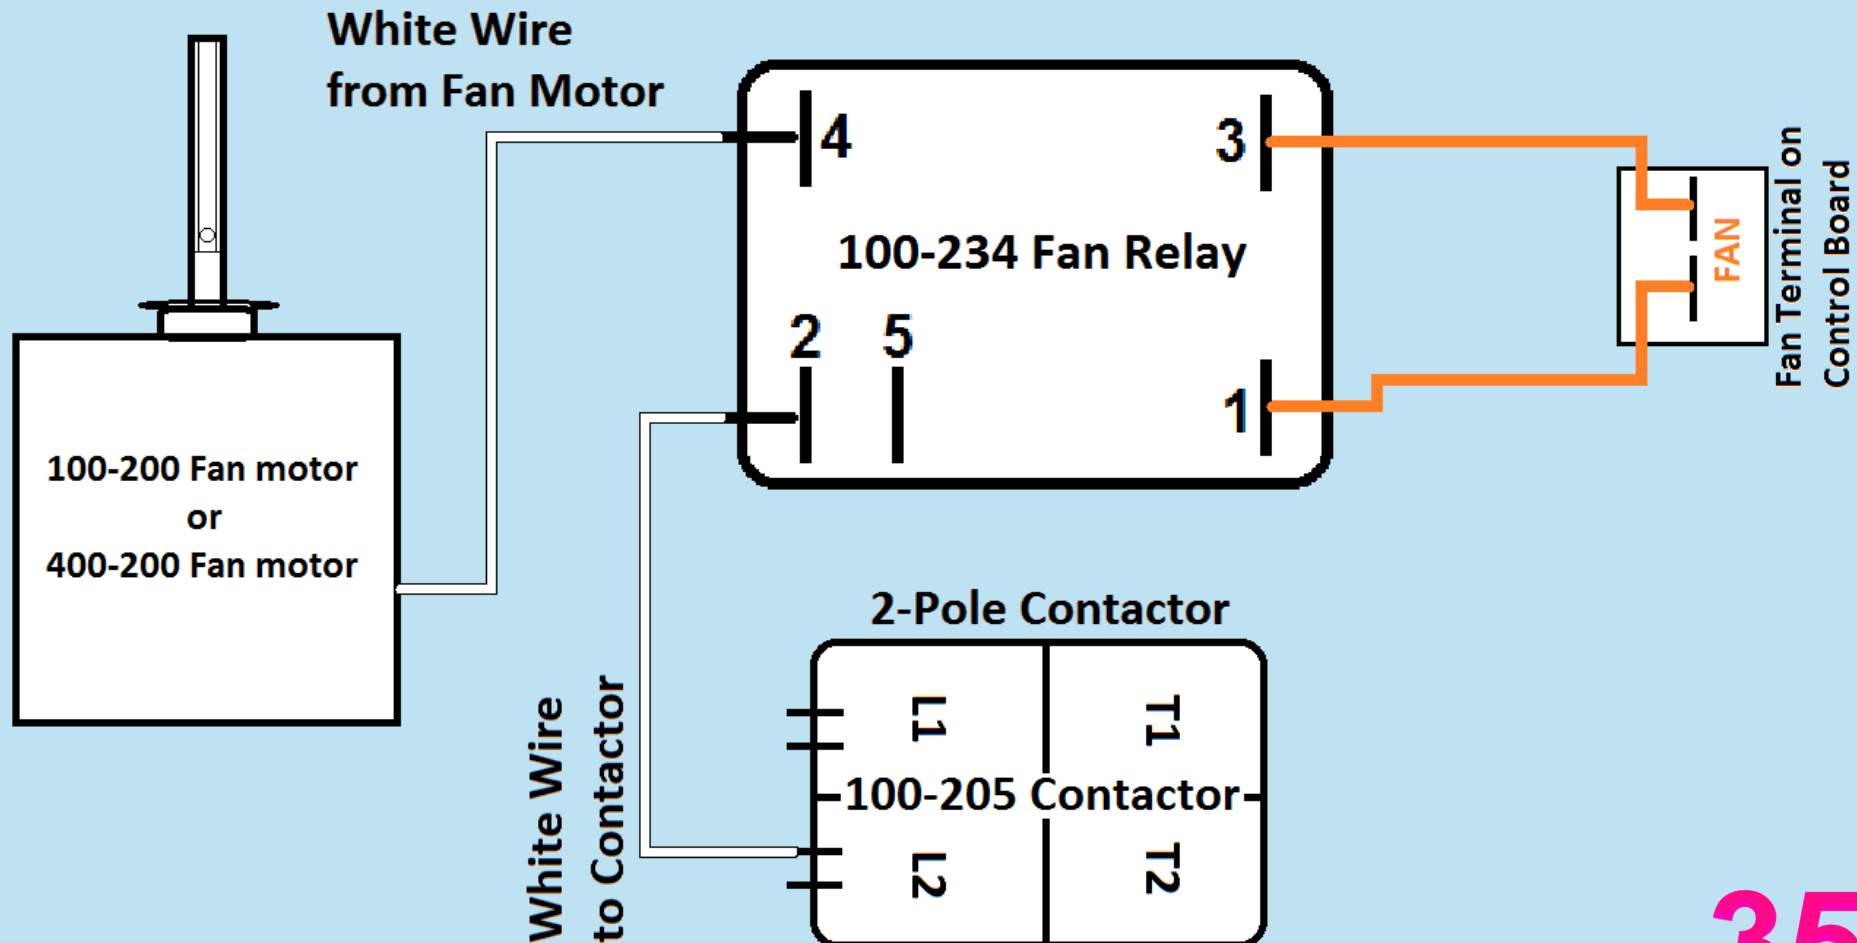 White Wire
from Fan Motor
4
3
100-234 Fan Relay
2
5
1
FAN
Fan Terminal on
Control Board
100-200 Fan motor
or
400-200 Fan motor
2-Pole Contactor
White Wire
to Contactor
L1
T1
100-205 Contactor
L2
T2
35